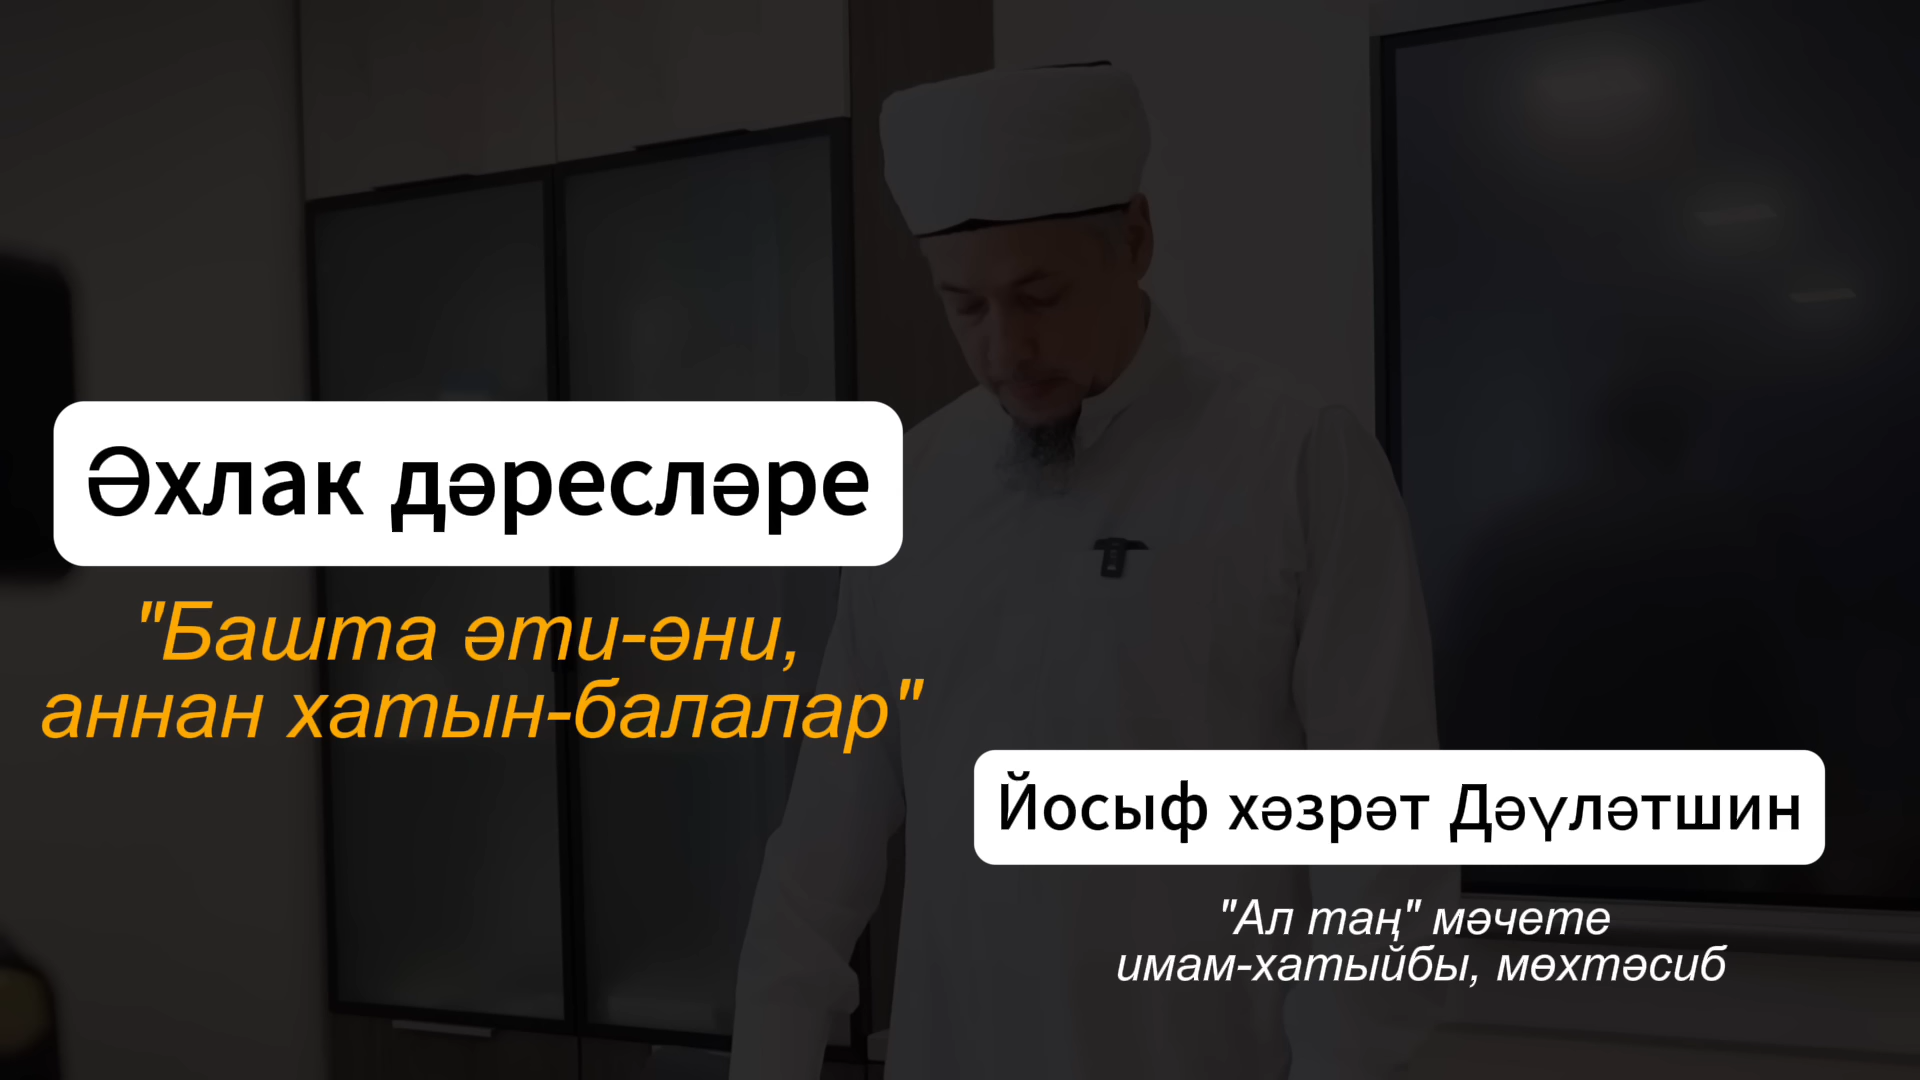 Әхлак дәресләре
"Башта әти-әни,
аннан хатын-балалар"
Йосыф хәзрәт Дәүләтшин
"Ал таң" мәчете
имам-хатыйбы, мөхтәсиб